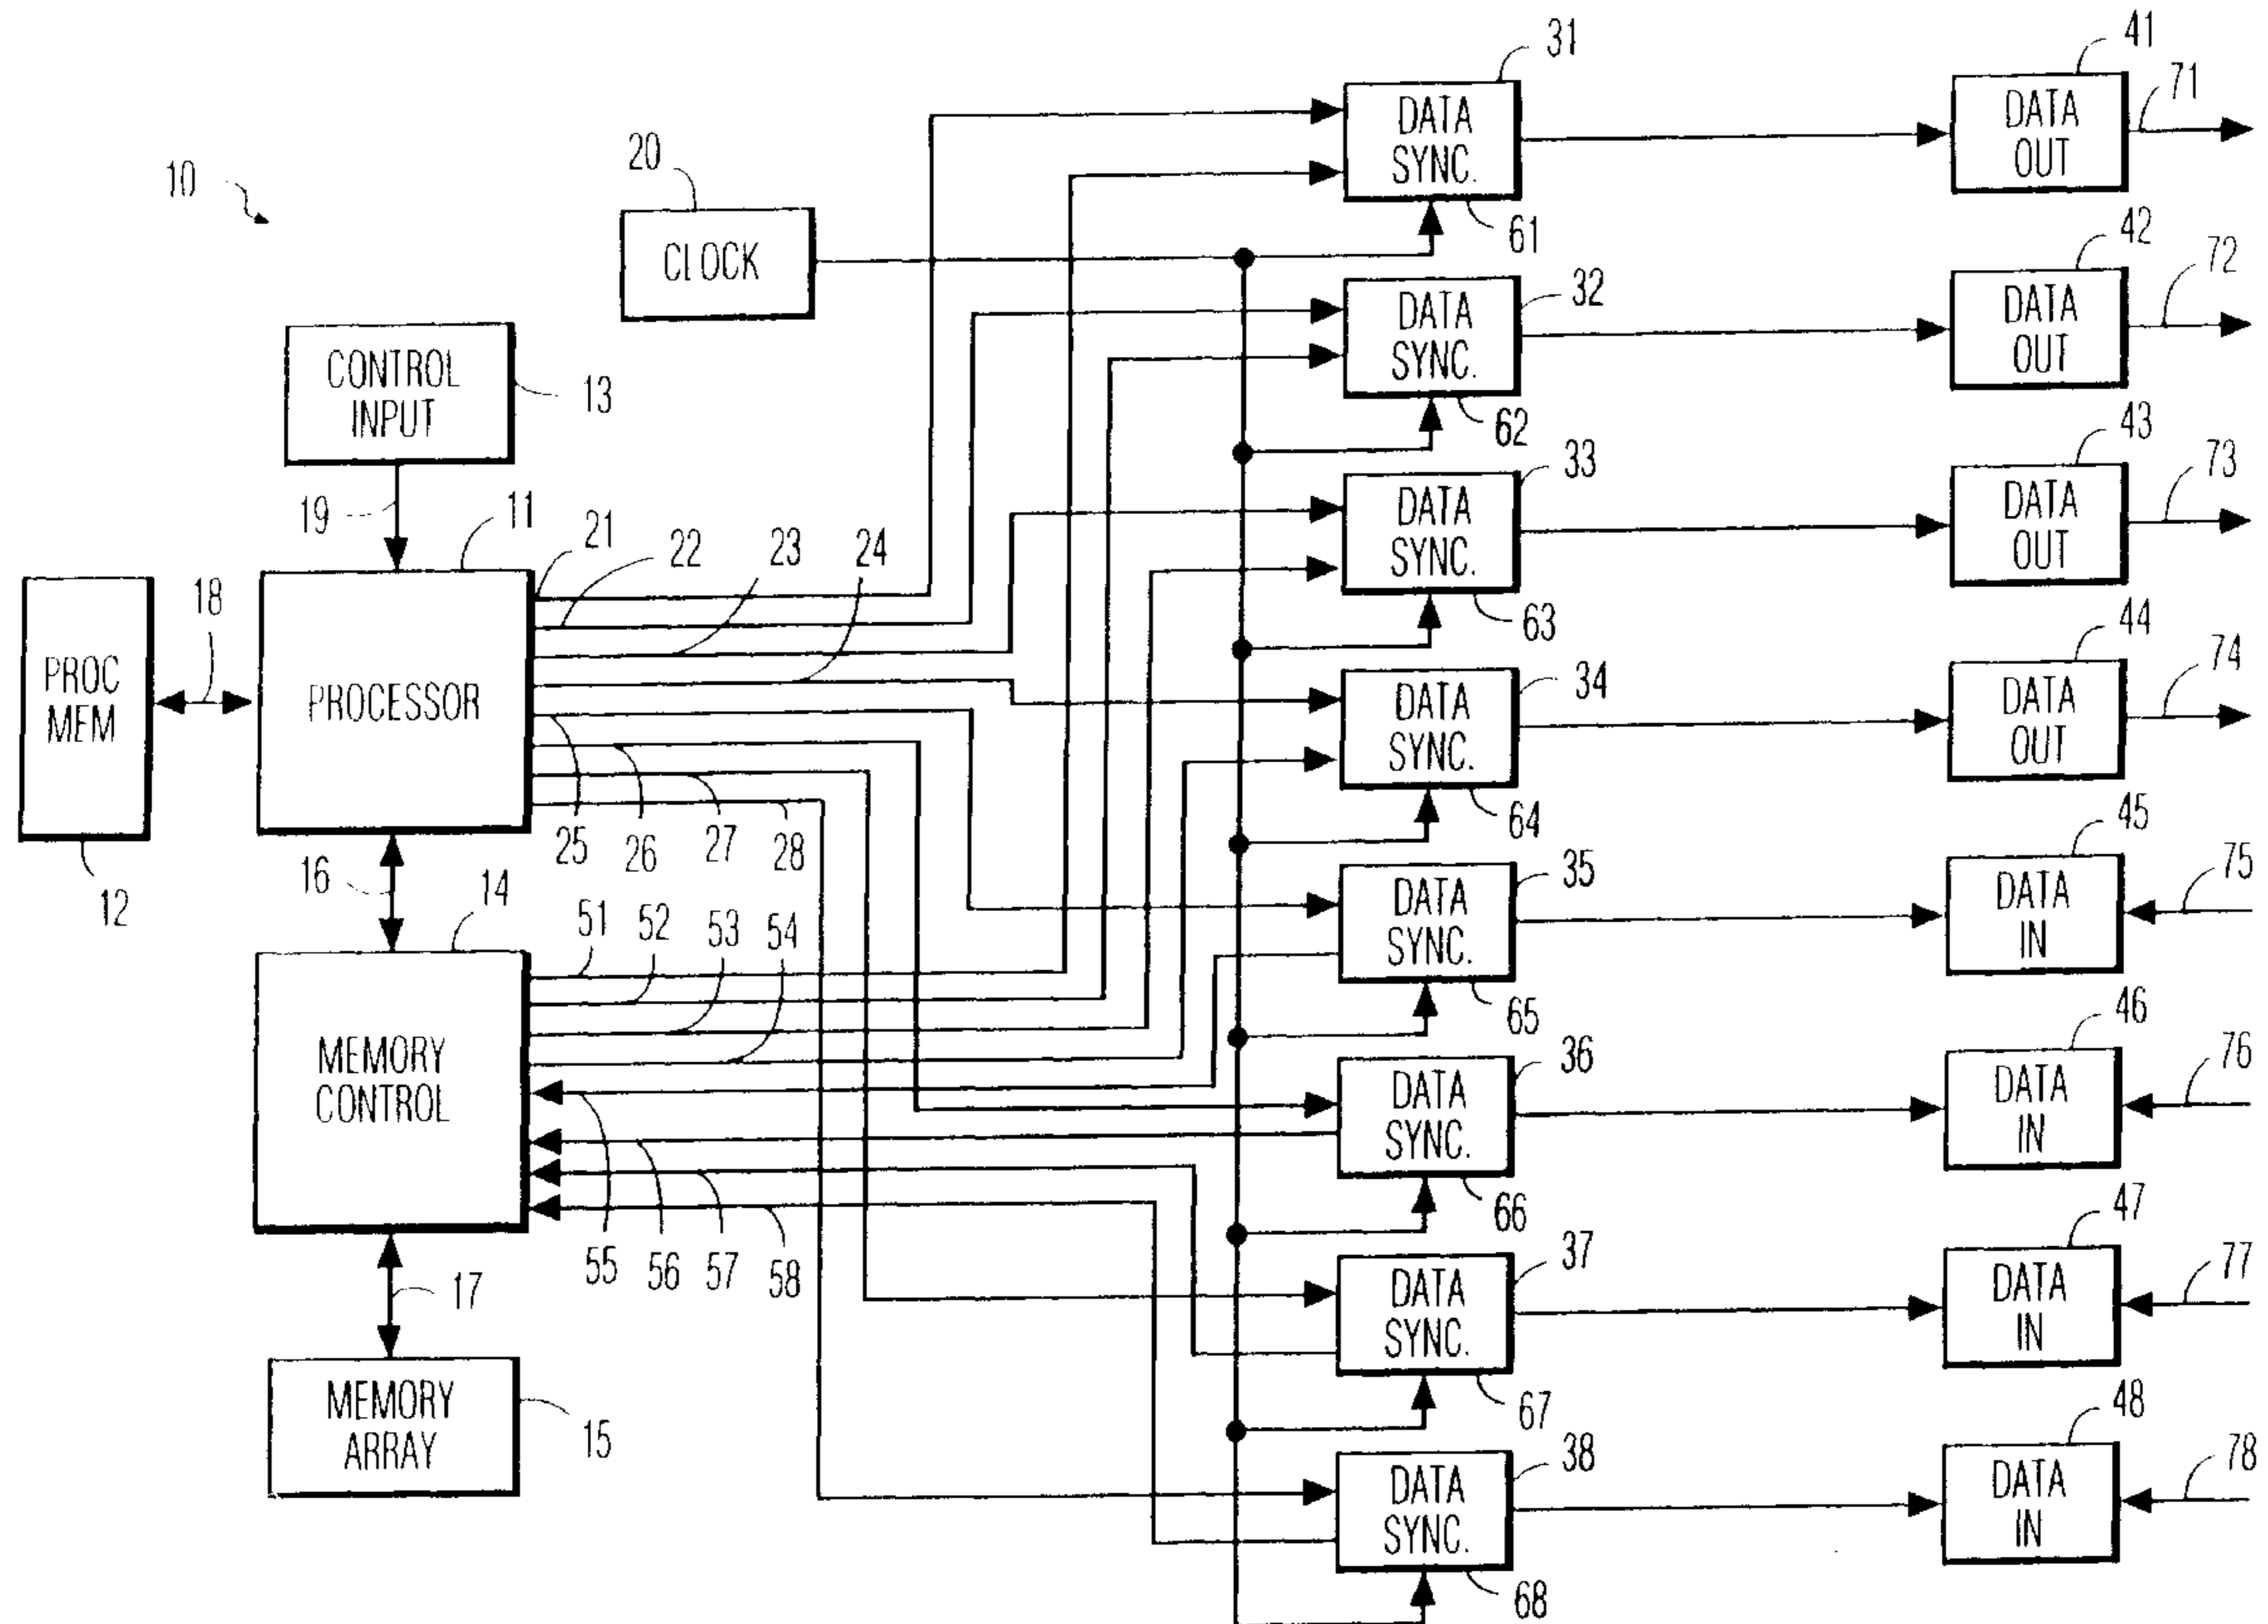 31
41
DATA
SYNC.
DATA
OUT
71
20
10
CLOCK
61
42
32
DATA
SYNC.
DATA
OUT
72
CONTROL
INPUT
13
62
43
33
DATA
SYNC.
DATA
OUT
73
19
11
21
22
23
24
63
44
34
PROC
MEM
18
PROCESSOR
DATA
SYNC.
DATA
OUT
74
25
26
27
28
64
45
12
16
14
35
DATA
SYNC.
DATA
IN
75
51
52
53
54
65
46
MEMORY
CONTROL
36
DATA
SYNC.
DATA
IN
76
55
56
57
58
66
47
17
37
DATA
SYNC.
DATA
IN
77
MEMORY
ARRAY
15
67
48
38
DATA
SYNC.
DATA
IN
78
68